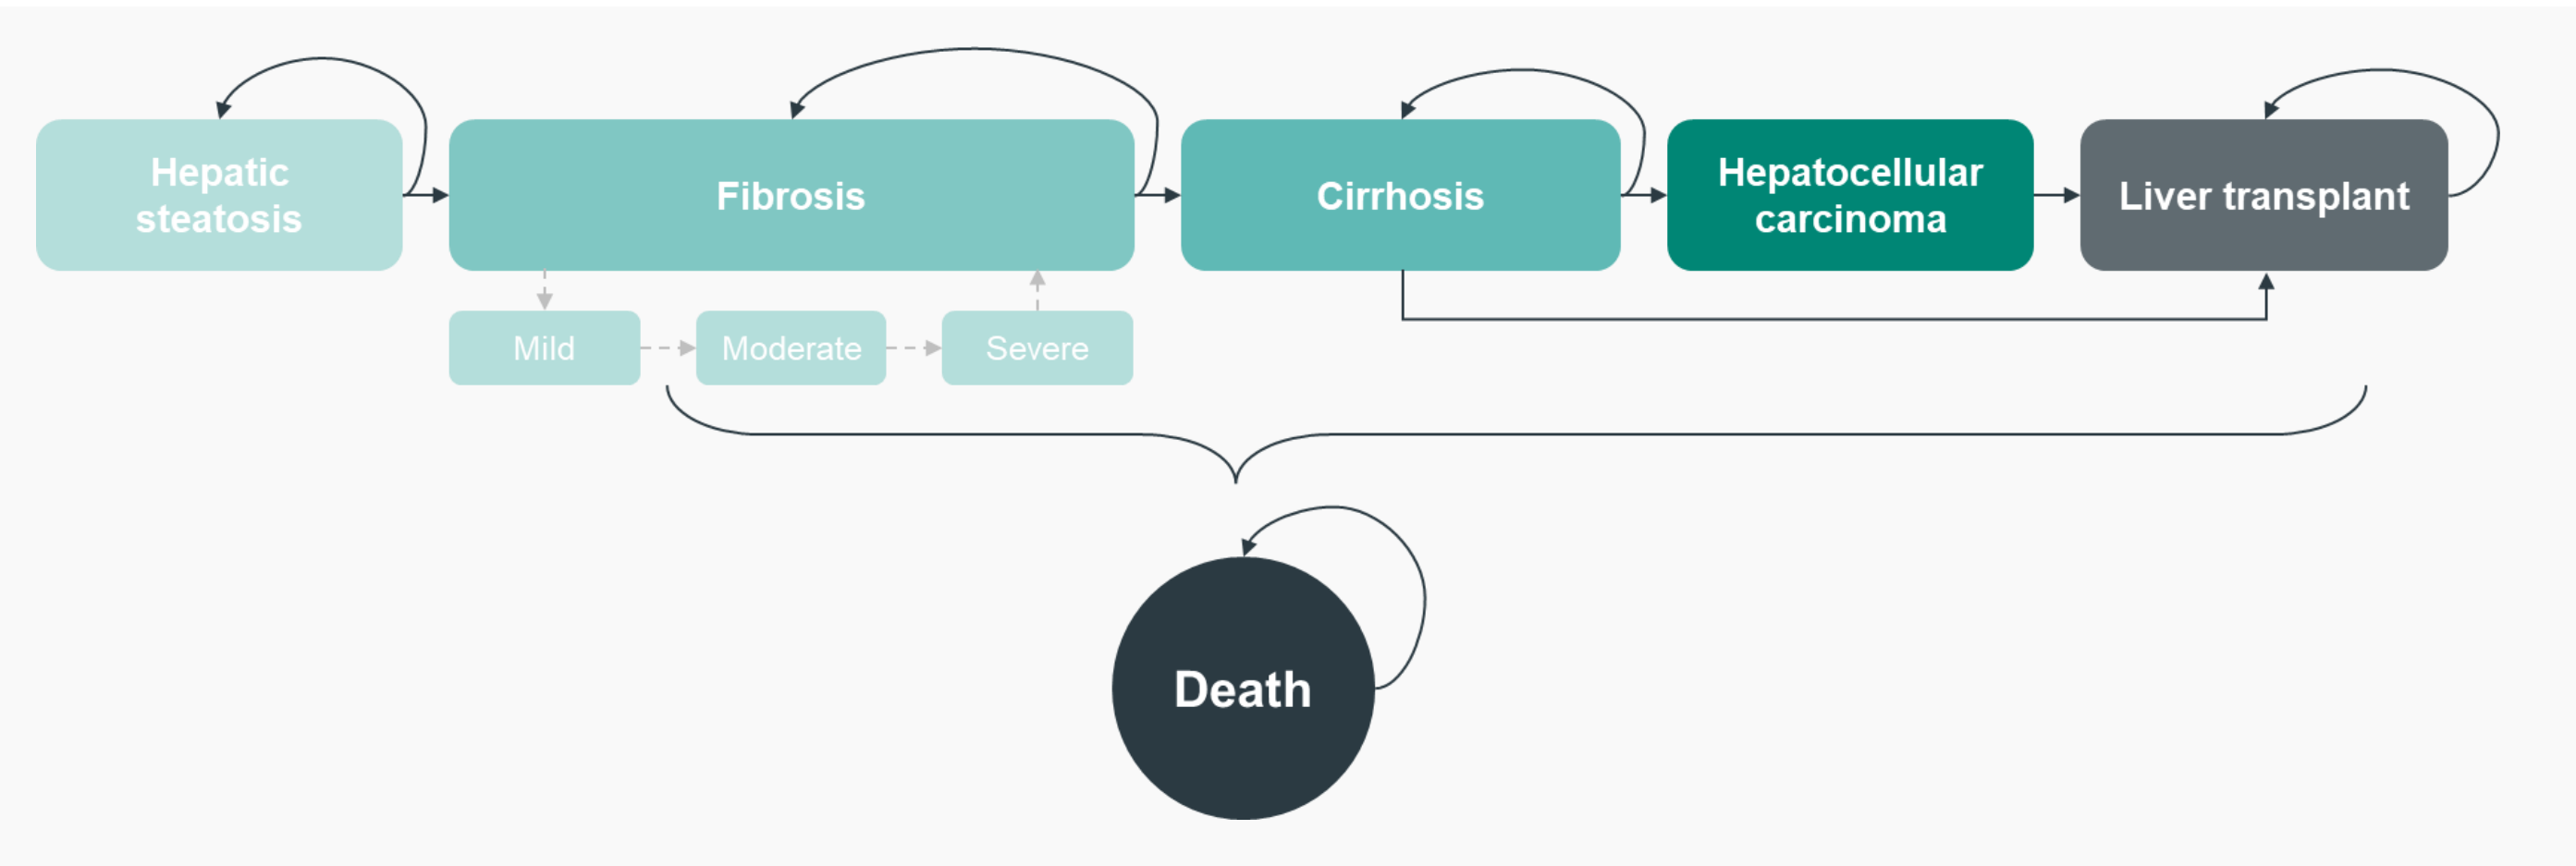 Hepatic
steatosis
Fibrosis
Cirrhosis
Hepatocellular
carcinoma
Liver transplant
Mild
Moderate
Severe
Death